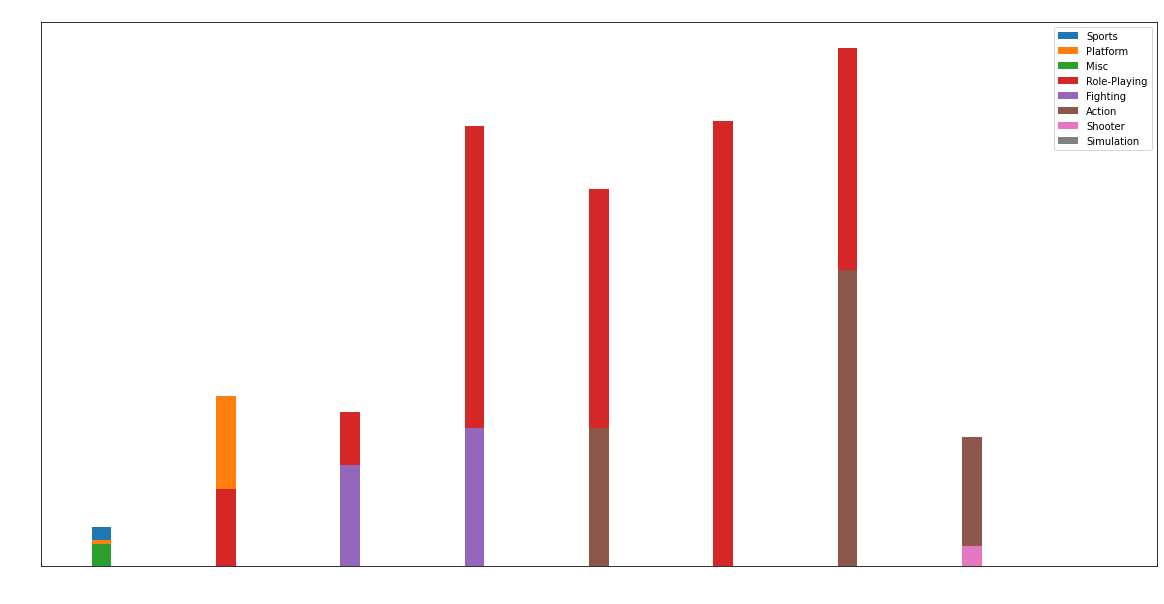 Sports
Platform
Misc
Role-Playing
Fighting
Action
Shooter
Simulation